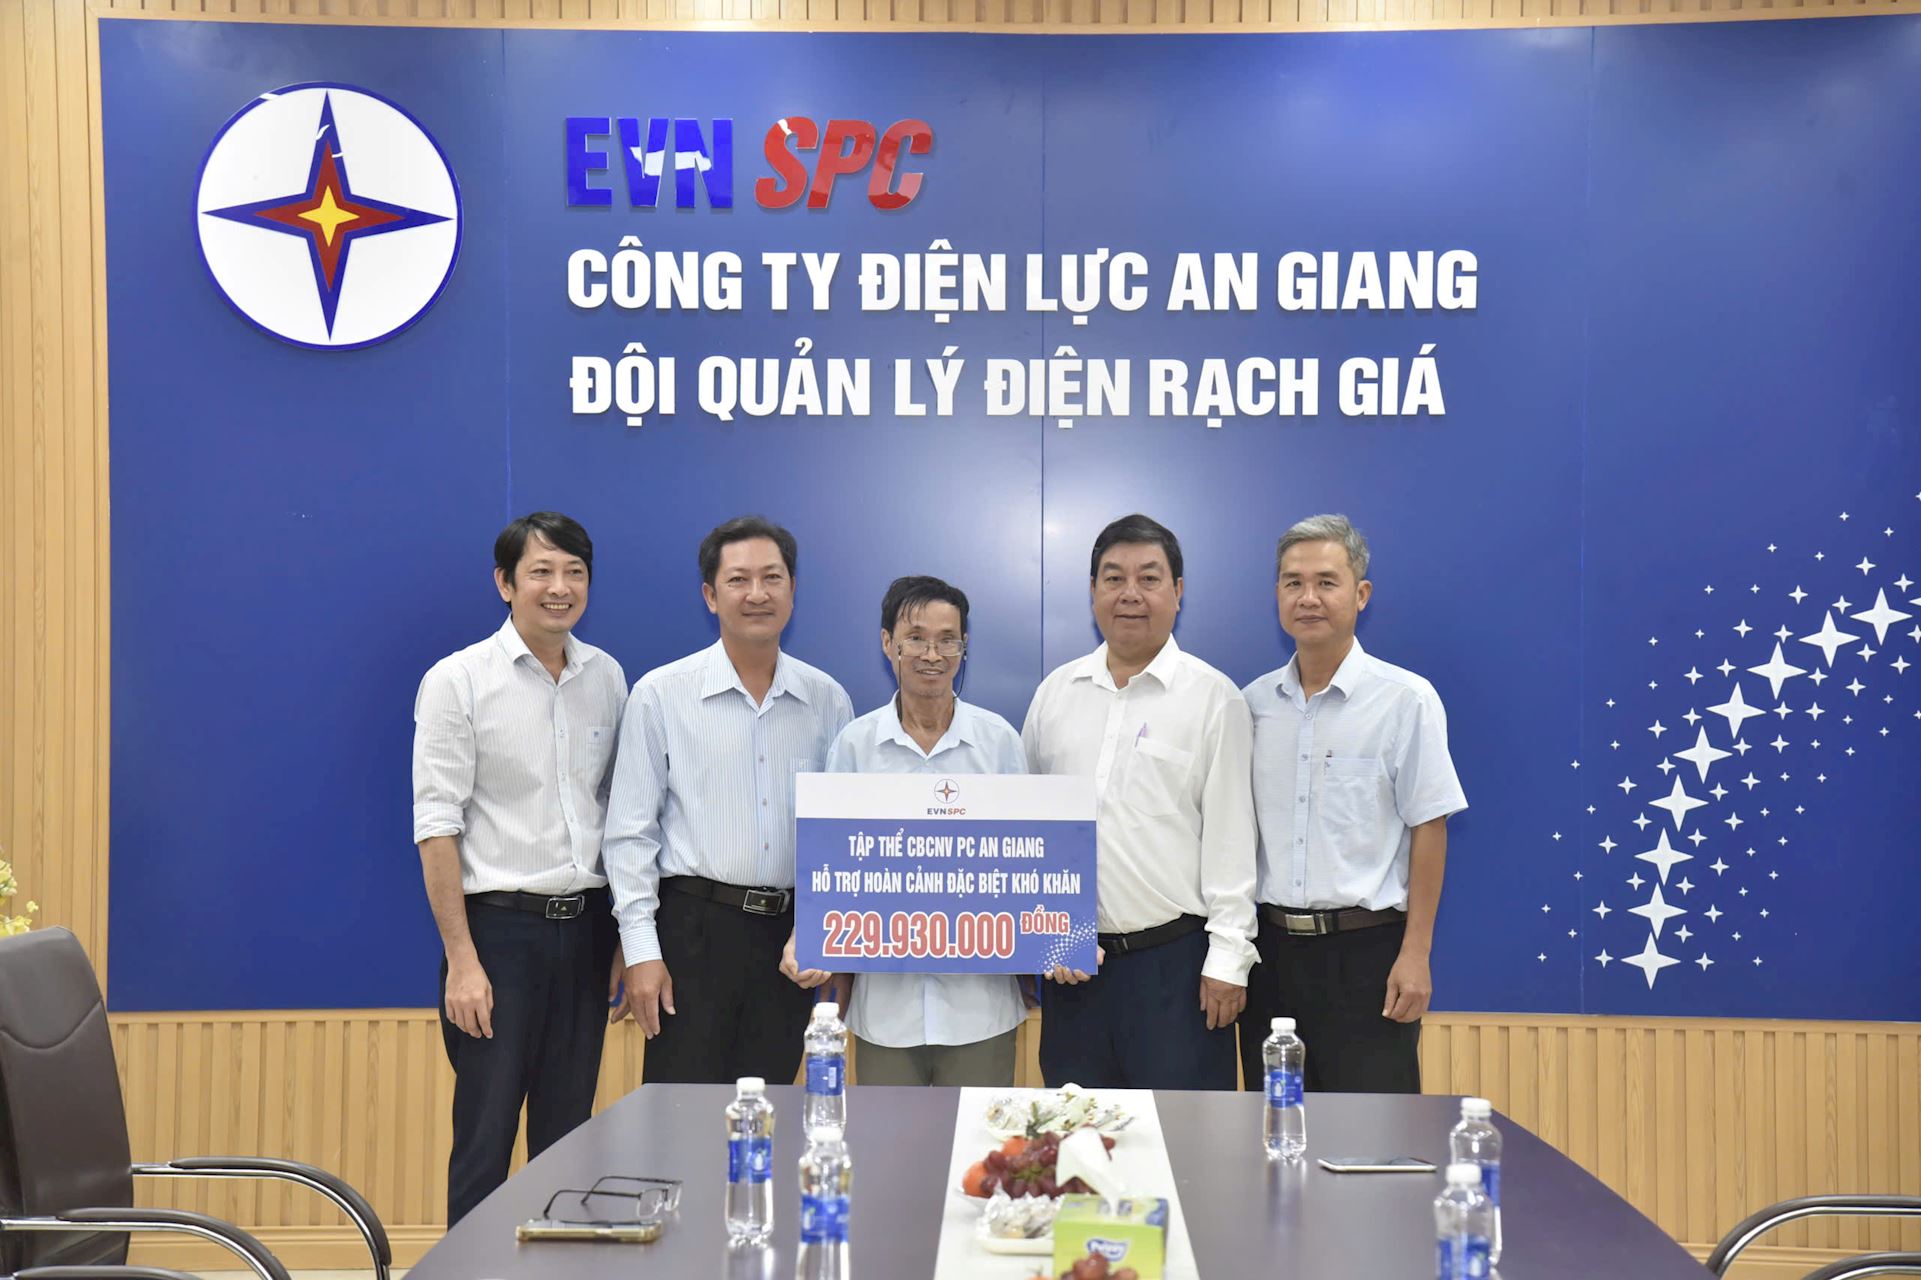 EVN SPC
CÔNG TY ĐIỆN LỰC AN GIANG
ĐỘI QUẢN LÝ ĐIỆN RẠCH GIÁ
EVNSPC
TẬP THỂ CBCNV PC AN GIANG
HỖ TRỢ HOÀN CẢNH ĐẶC BIỆT KHÓ KHĂN
229.930.000 ĐỒNG